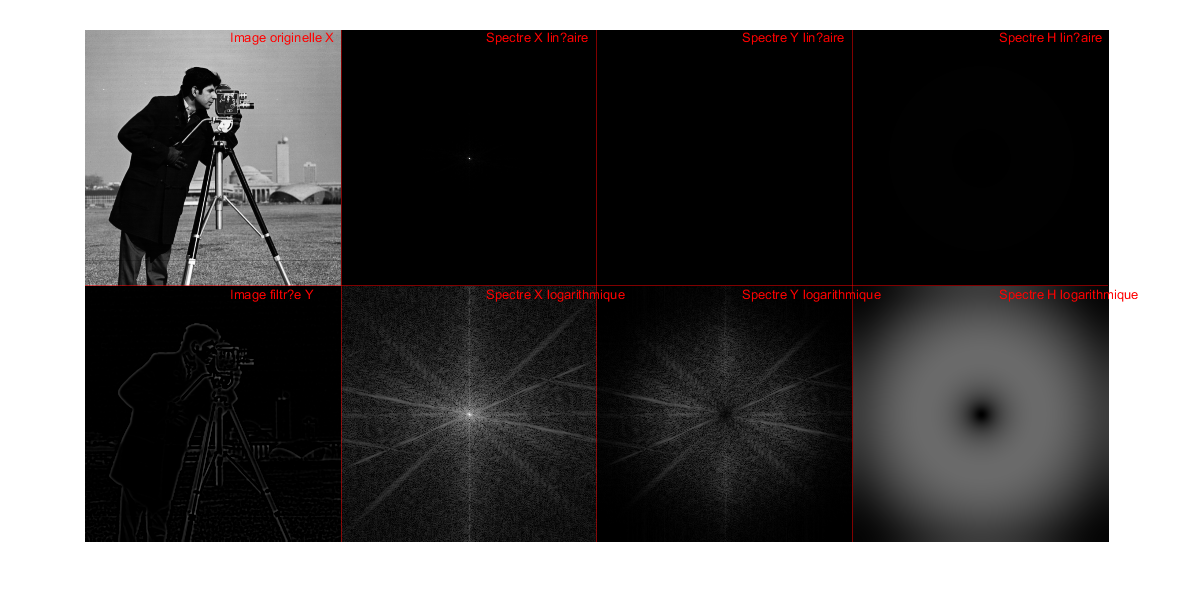 Image originelle X
Spectre X lin?aire
Spectre Y lin?aire
Spectre H lin?aire
Image filtr?e Y
Spectre X logarithmique
Spectre Y logarithmique
Spectre H logarithmique